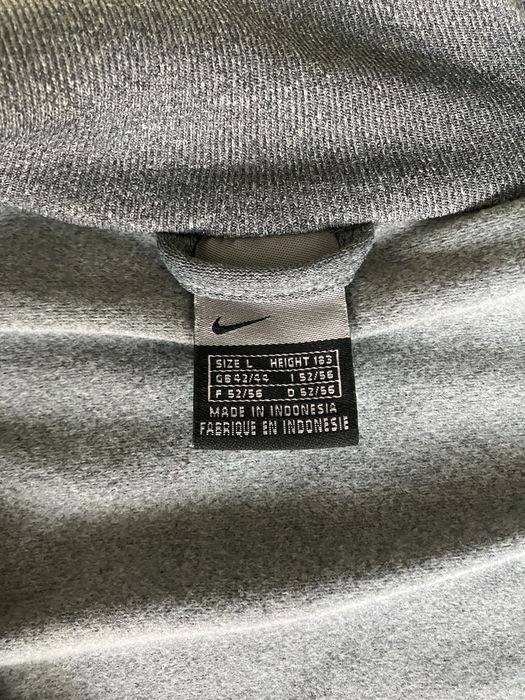 SIZE L HEIGHT 183
GB 42/44 I 52/56
F 52/56 D 52/56
MADE IN INDONESIA
FABRIQUE EN INDONESIE